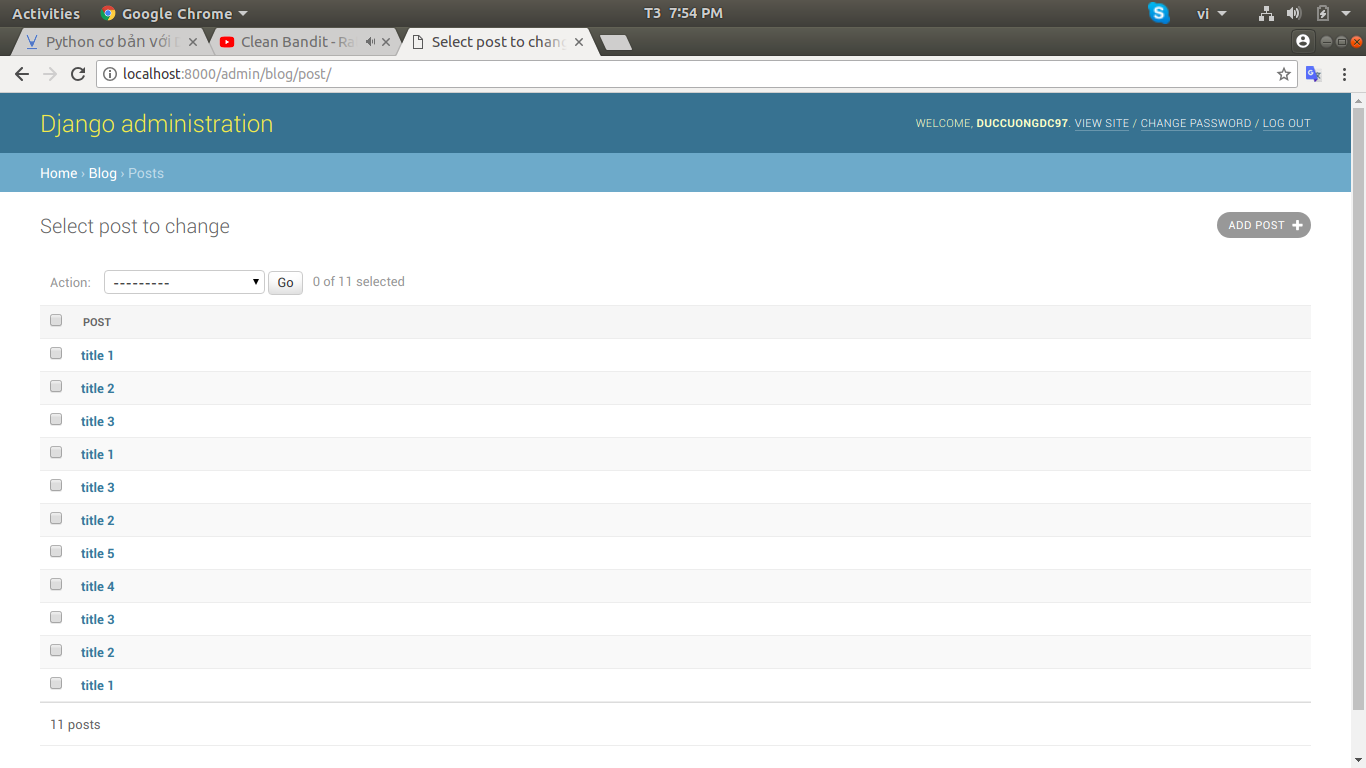 Activities Google Chrome T3 7:54 PM vi
Python cơ bản với Clean Bandit - Ra Select post to chang
localhost:8000/admin/blog/post/
Django administration WELCOME, DUCCUONGDC97. VIEW SITE / CHANGE PASSWORD / LOG OUT
Home › Blog › Posts
Select post to change ADD POST +
Action: --------- Go 0 of 11 selected
POST
title 1
title 2
title 3
title 1
title 3
title 2
title 5
title 4
title 3
title 2
title 1
11 posts